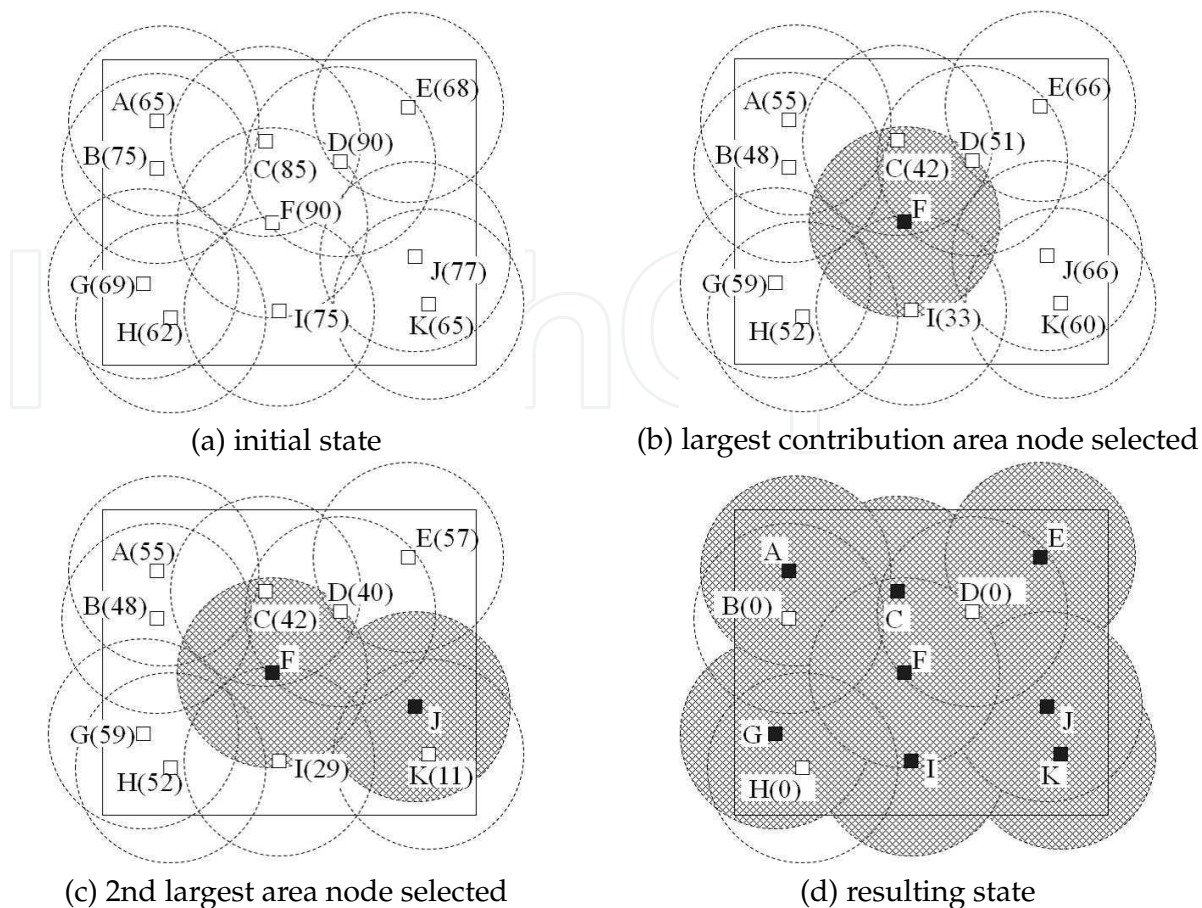 E(68)
A(65)
D(90)
B(75)
C(85)
F(90)
J(77)
G(69)
I(75)
K(65)
H(62)
(a) initial state
E(66)
A(55)
D(51)
B(48)
C(42)
F
J(66)
G(59)
I(33)
K(60)
H(52)
(b) largest contribution area node selected
E(57)
A(55)
D(40)
B(48)
C(42)
F
J
G(59)
I(29)
K(11)
H(52)
(c) 2nd largest area node selected
E
A
D(0)
B(0)
C
F
J
G
I
K
H(0)
(d) resulting state